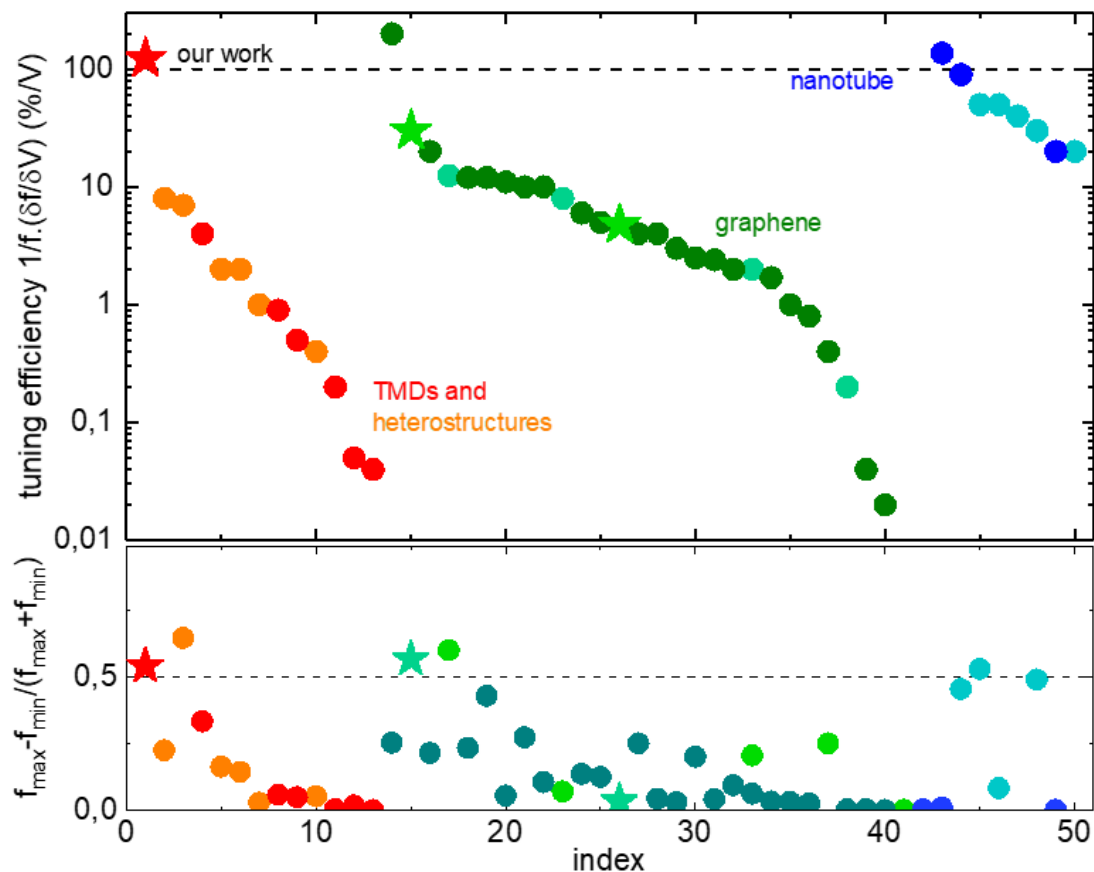 tuning efficiency 1/f.(δf/δV) (%/V)
100
10
1
0,1
0,01
our work
nanotube
graphene
TMDs and
heterostructures
f_max-f_min/(f_max+f_min)
0,5
0,0
0 10 20 30 40 50
index